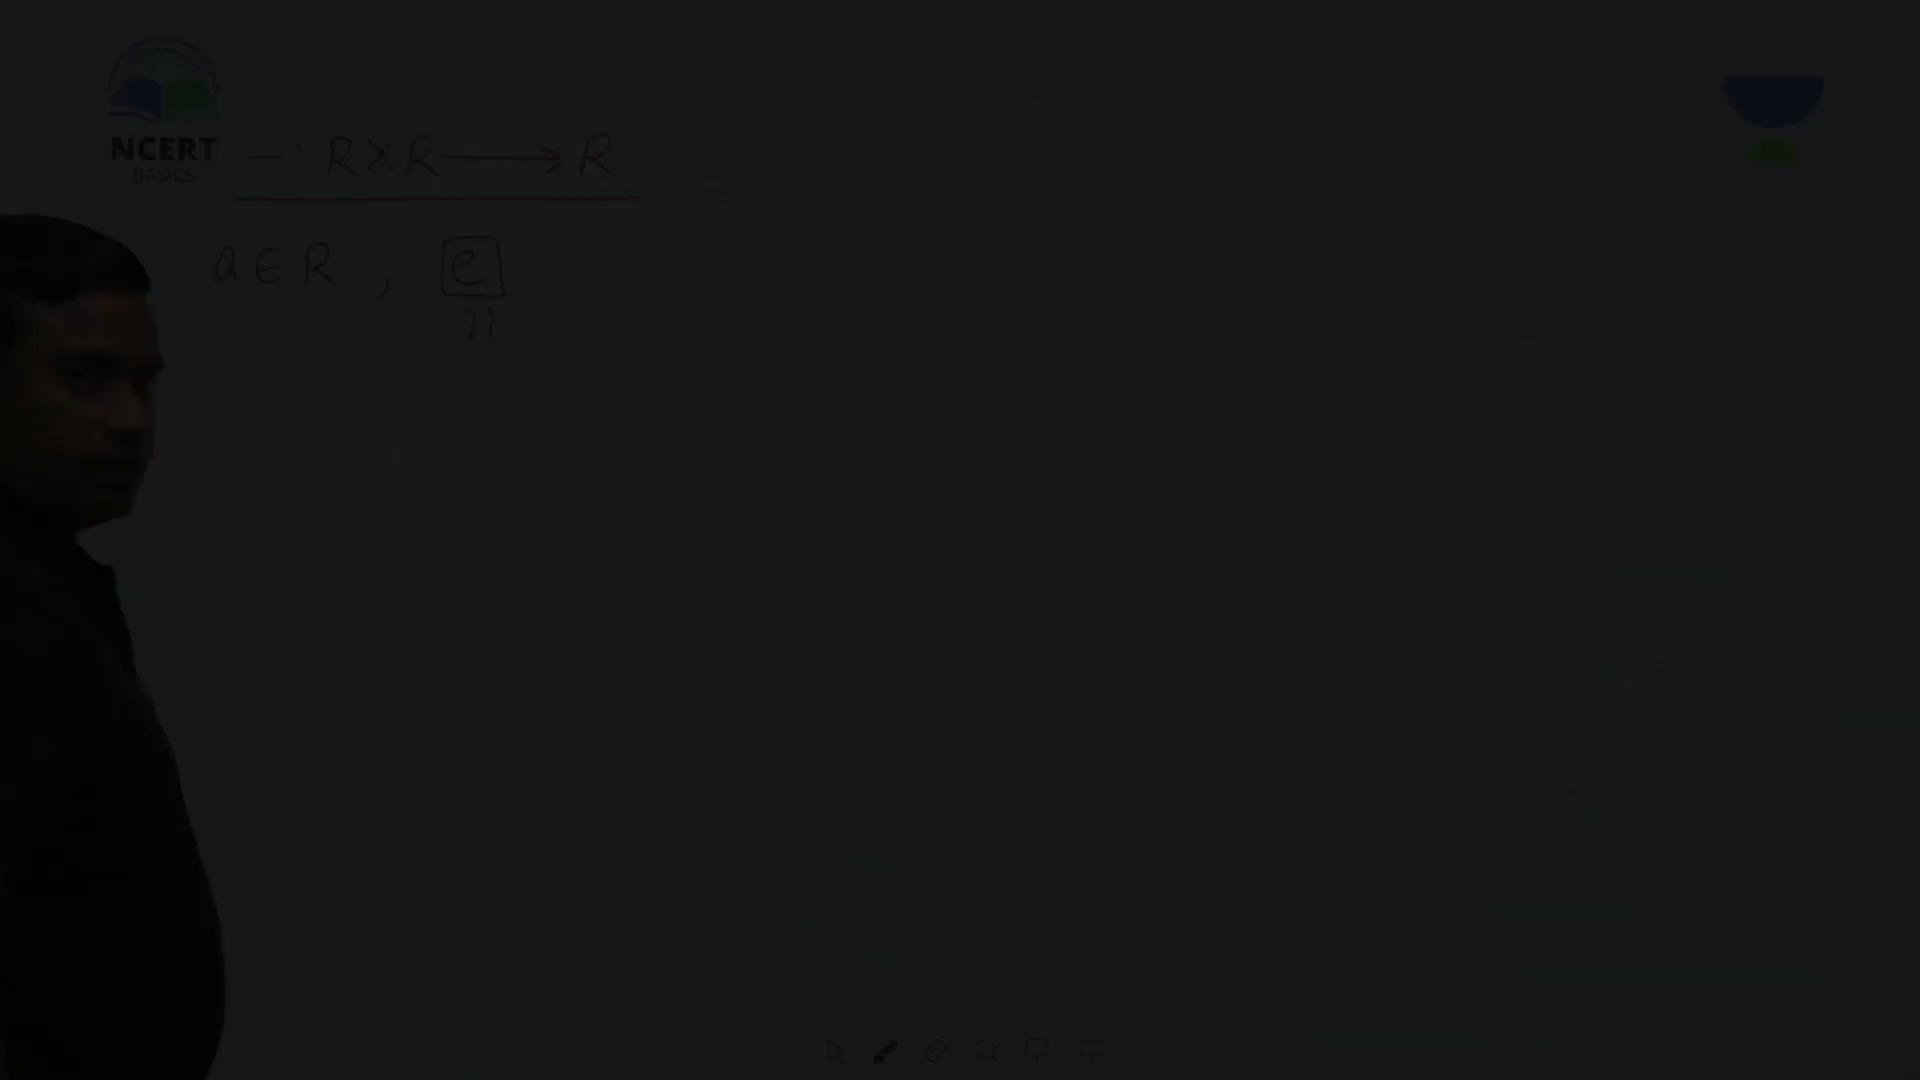 NCERT
BASICS
— : R × R ⟶ R
a ∈ R , e
??